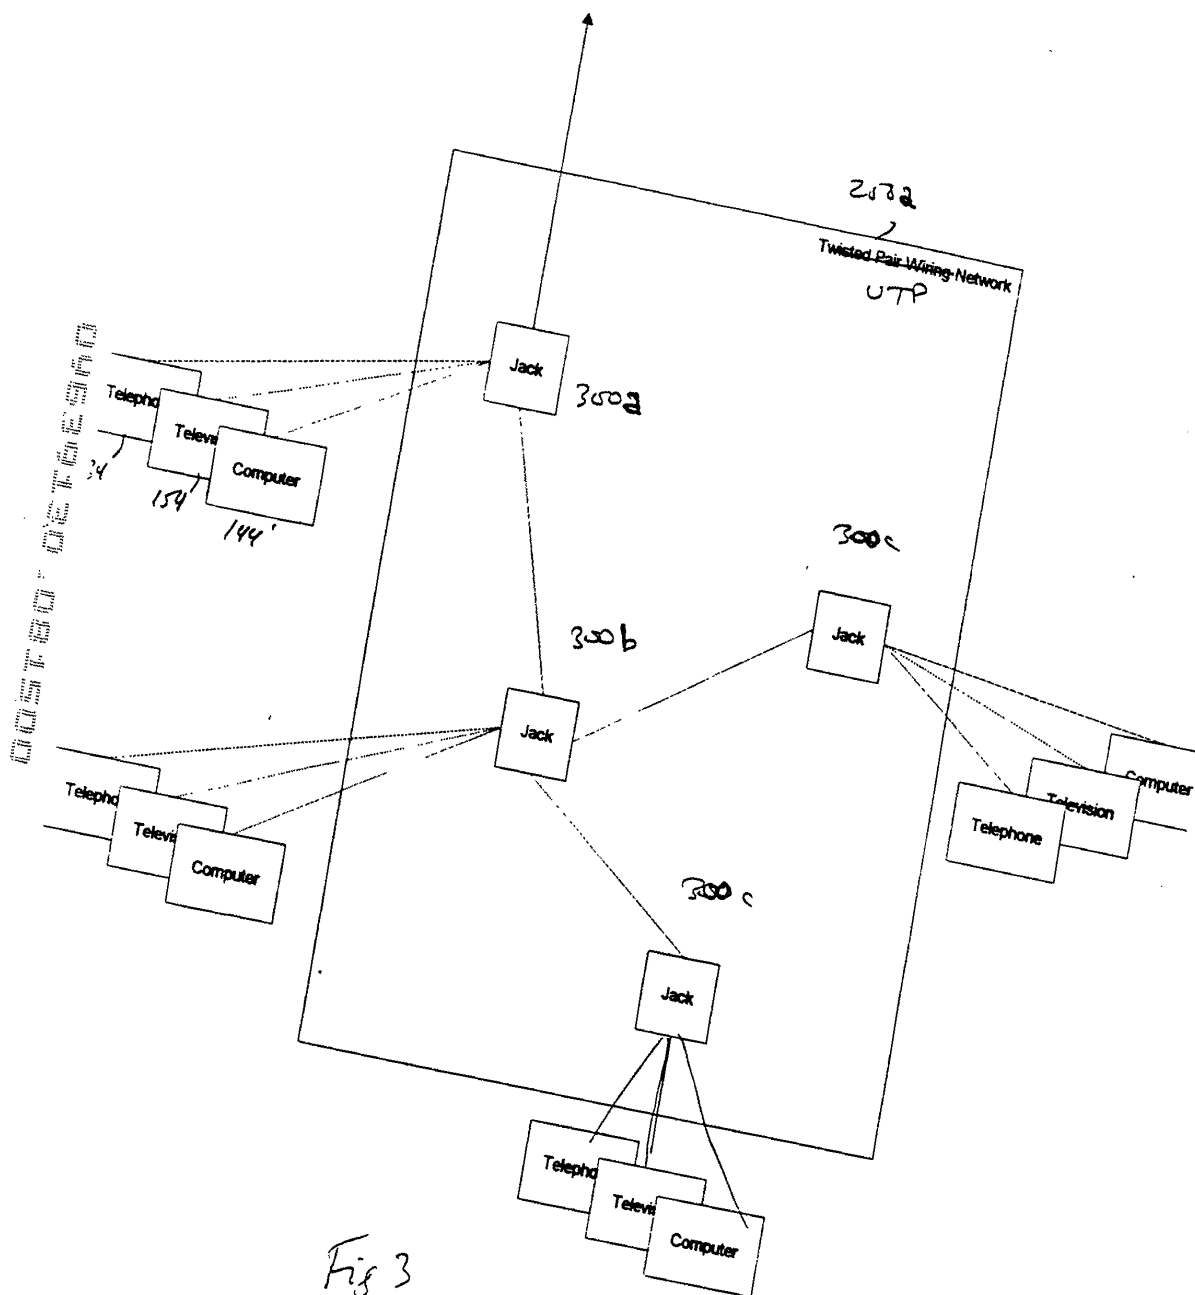 Twisted Pair Wiring Network
UTP
Jack
300a
Telepho
Televi
Computer
154'
144'
300c
Jack
300b
Jack
Telepho
Televi
Computer
Computer
Television
Telephone
300c
Jack
Telepho
Televi
Computer
Fig 3